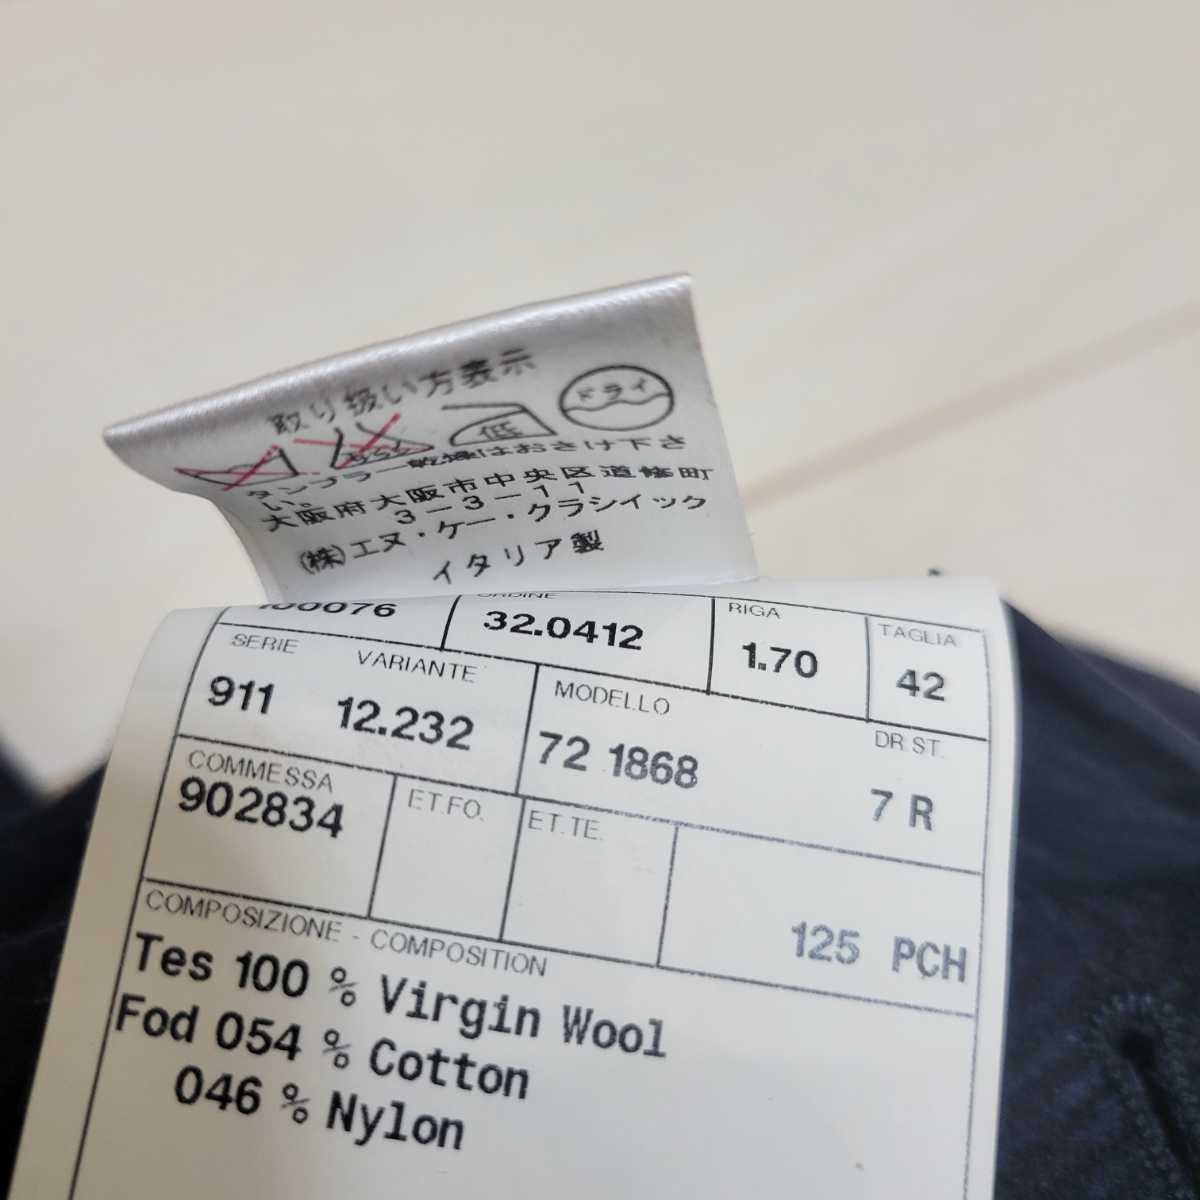 取り扱い方表示
低 ドライ
タンブラー乾燥はおさけ下さ
い。
大阪府大阪市中央区道修町
3-3-11
(株)エヌ・ケー・クラシイック
イタリア製
ORDINE RIGA TAGLIA
32.0412 1.70 42
SERIE VARIANTE MODELLO DR.ST.
911 12.232 72 1868 7 R
COMMESSA ET.FO. ET.TE.
902834
125 PCH
COMPOSIZIONE - COMPOSITION
Tes 100 % Virgin Wool
Fod 054 % Cotton
046 % Nylon